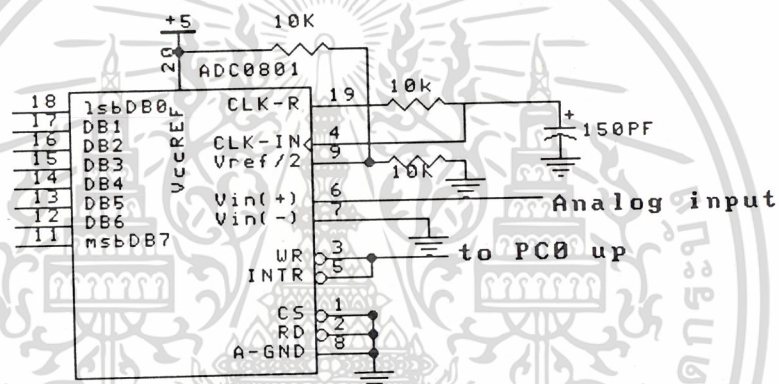 +5
10K
20
ADC0801
18 lsbDB0
17 DB1
16 DB2
15 DB3
14 DB4
13 DB5
12 DB6
11 msbDB7
VccREF
CLK-R 19
10k
CLK-IN 4
Vref/2 9
10K
+
150PF
Vin(+) 6
Analog input
Vin(-) 7
WR 3
to PC0 up
INTR 5
CS 1
RD 2
A-GND 8